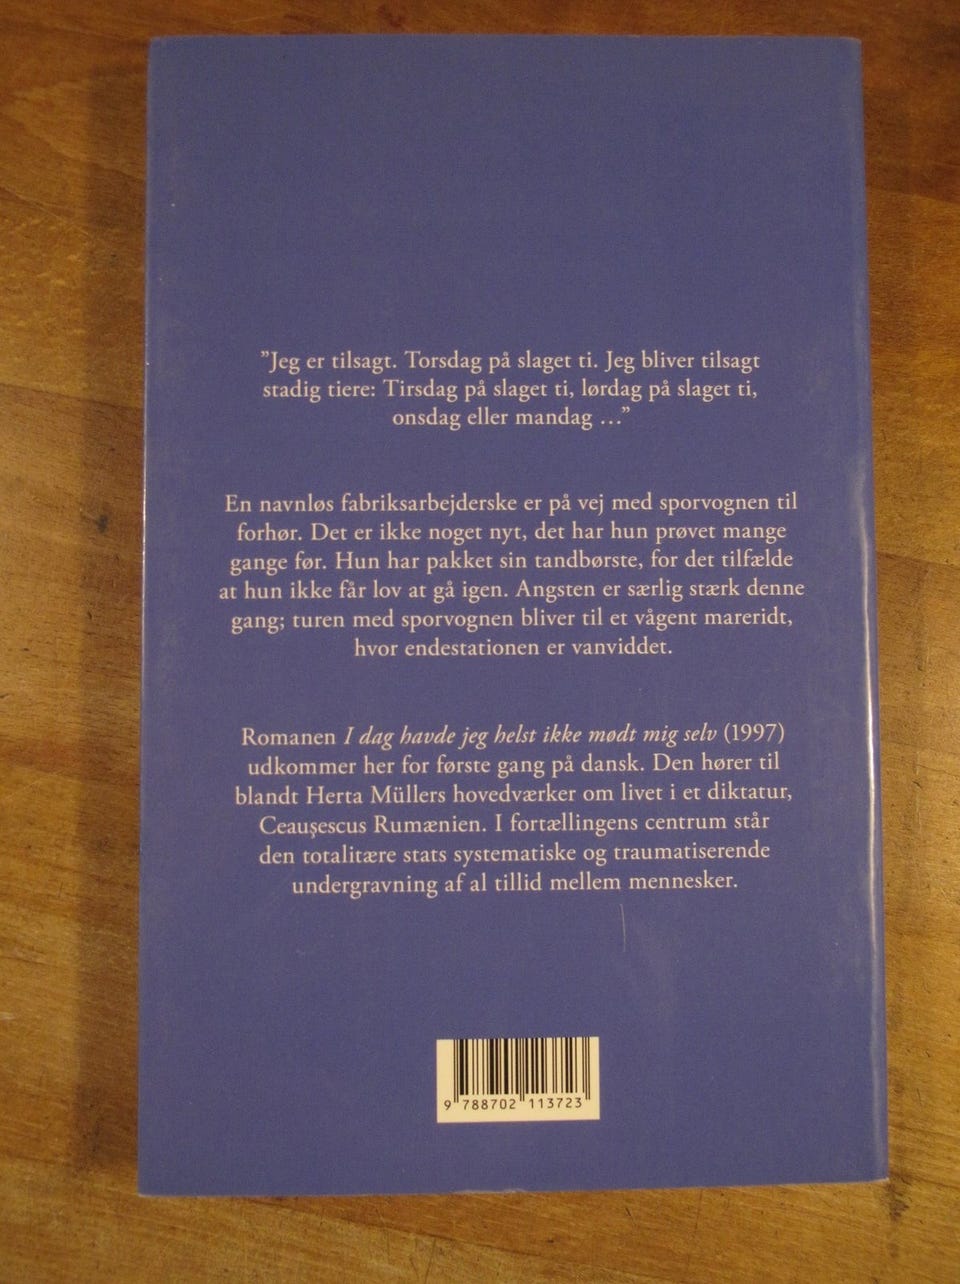 ”Jeg er tilsagt. Torsdag på slaget ti. Jeg bliver tilsagt
stadig tiere: Tirsdag på slaget ti, lørdag på slaget ti,
onsdag eller mandag …”
En navnløs fabriksarbejderske er på vej med sporvognen til
forhør. Det er ikke noget nyt, det har hun prøvet mange
gange før. Hun har pakket sin tandbørste, for det tilfælde
at hun ikke får lov at gå igen. Angsten er særlig stærk denne
gang; turen med sporvognen bliver til et vågent mareridt,
hvor endestationen er vanviddet.
Romanen I dag havde jeg helst ikke mødt mig selv (1997)
udkommer her for første gang på dansk. Den hører til
blandt Herta Müllers hovedværker om livet i et diktatur,
Ceaușescus Rumænien. I fortællingens centrum står
den totalitære stats systematiske og traumatiserende
undergravning af al tillid mellem mennesker.
9 788702 113723